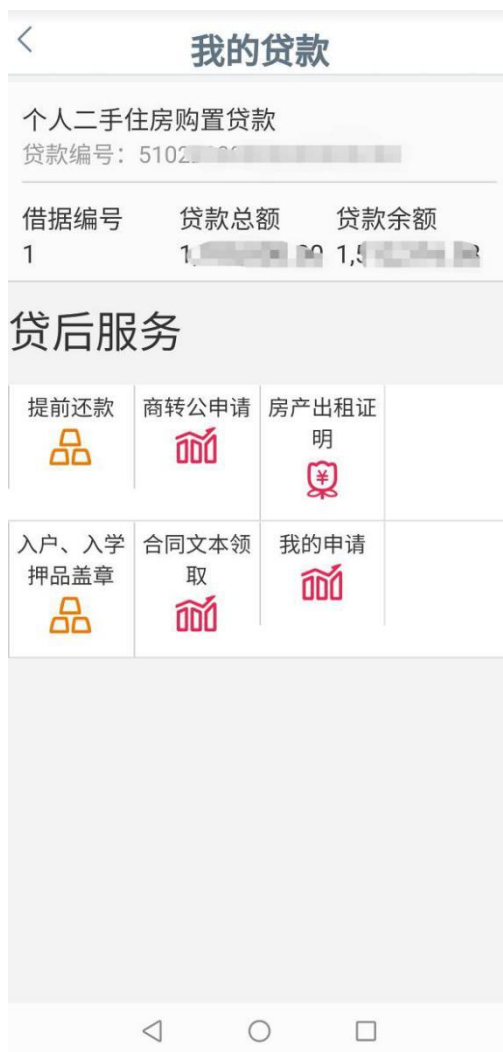 我的贷款
个人二手住房购置贷款
贷款编号：5102
借据编号 贷款总额 贷款余额
1 1, 1,5
贷后服务
提前还款 商转公申请 房产出租证
明
入户、入学 合同文本领 我的申请
押品盖章 取